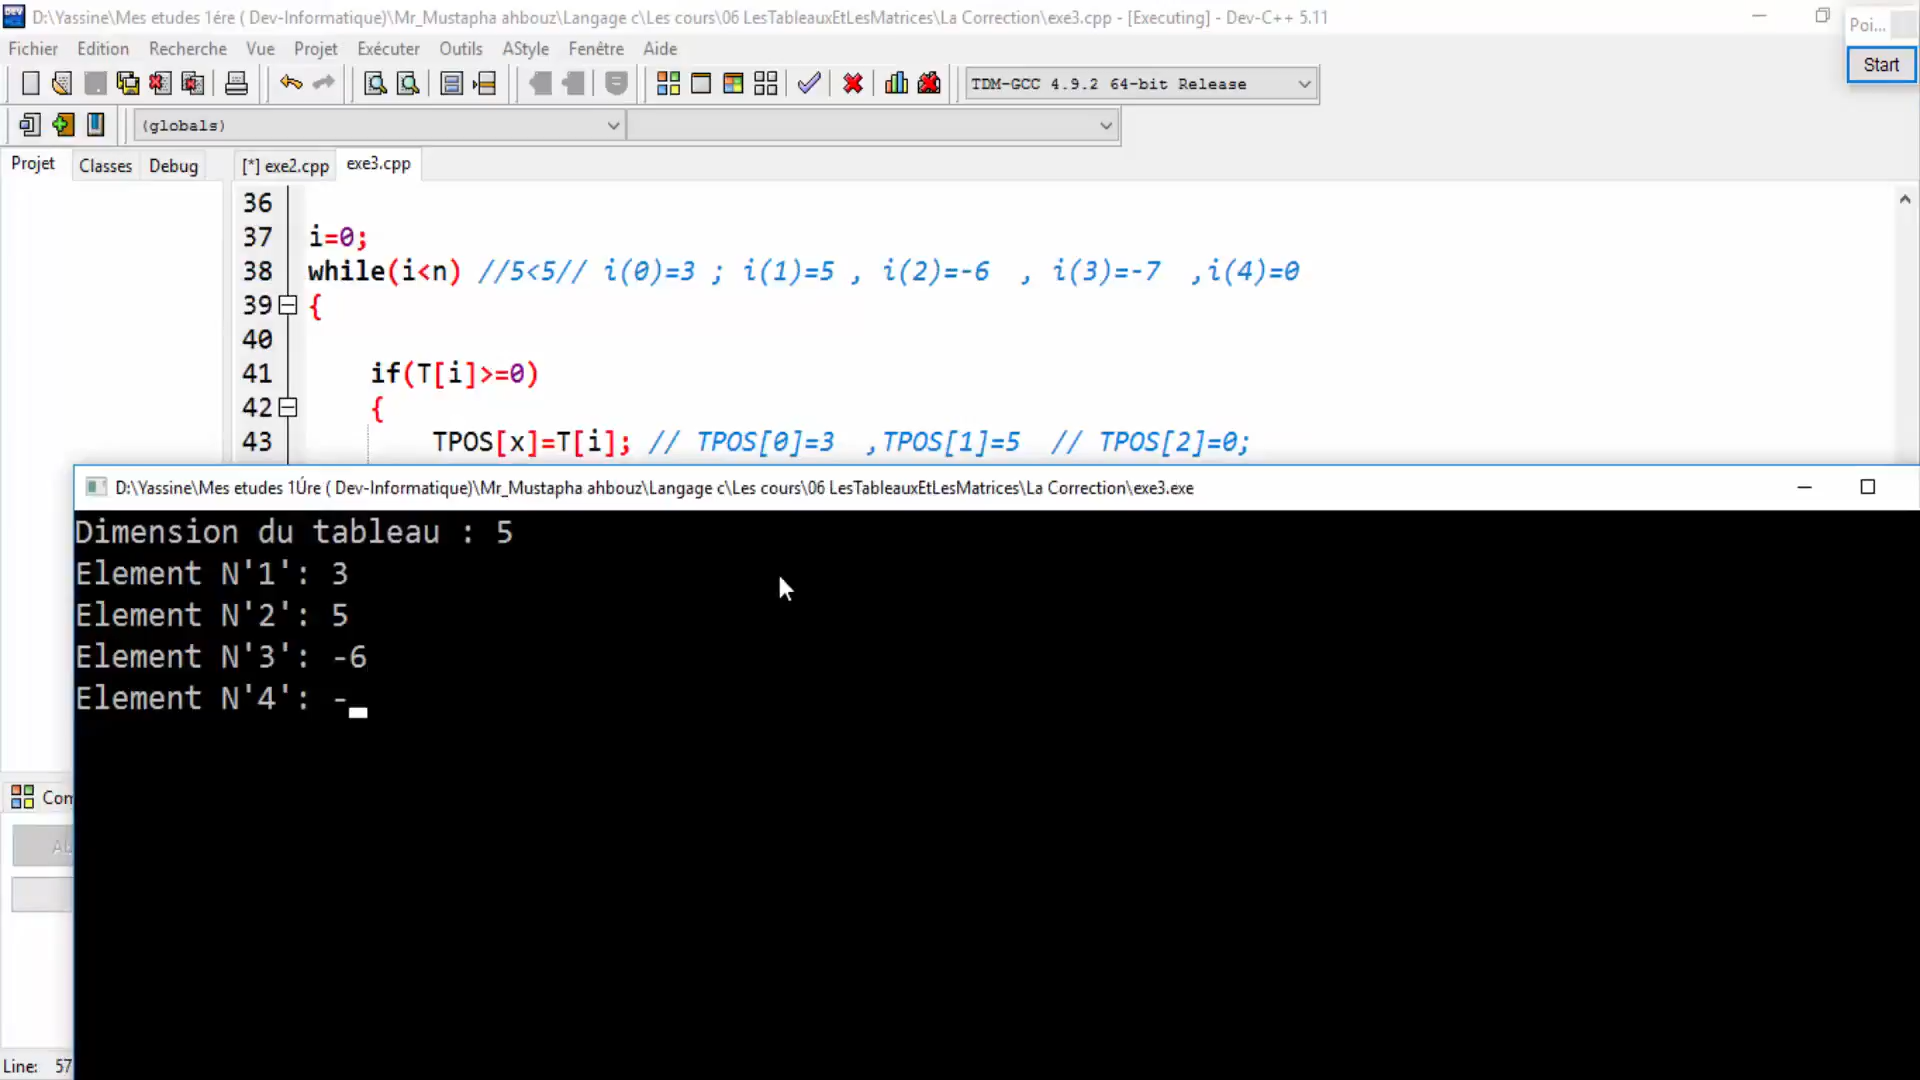 D:\Yassine\Mes etudes 1ére ( Dev-Informatique)\Mr_Mustapha ahbouz\Langage c\Les cours\06 LesTableauxEtLesMatrices\La Correction\exe3.cpp - [Executing] - Dev-C++ 5.11
Poi...
Fichier Edition Recherche Vue Projet Exécuter Outils AStyle Fenêtre Aide
Start
TDM-GCC 4.9.2 64-bit Release
(globals)
Projet Classes Debug [*] exe2.cpp exe3.cpp
36
37 i=0;
38 while(i<n) //5<5// i(0)=3 ; i(1)=5 , i(2)=-6 , i(3)=-7 ,i(4)=0
39 {
40
41 if(T[i]>=0)
42 {
43 TPOS[x]=T[i]; // TPOS[0]=3 ,TPOS[1]=5 // TPOS[2]=0;
D:\Yassine\Mes etudes 1Úre ( Dev-Informatique)\Mr_Mustapha ahbouz\Langage c\Les cours\06 LesTableauxEtLesMatrices\La Correction\exe3.exe
Dimension du tableau : 5
Element N'1': 3
Element N'2': 5
Element N'3': -6
Element N'4': -
Com
Ab
Line: 57